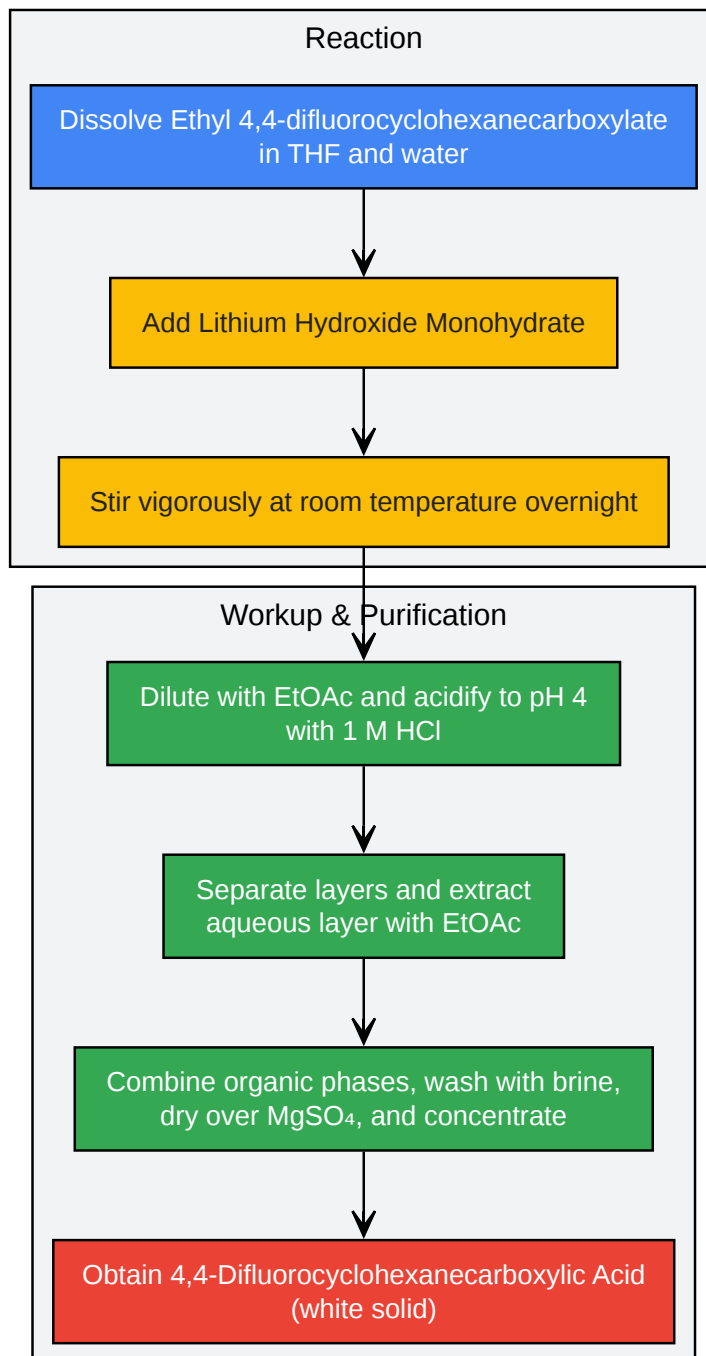 Reaction
Dissolve Ethyl 4,4-difluorocyclohexanecarboxylate
in THF and water
Add Lithium Hydroxide Monohydrate
Stir vigorously at room temperature overnight
Workup & Purification
Dilute with EtOAc and acidify to pH 4
with 1 M HCl
Separate layers and extract
aqueous layer with EtOAc
Combine organic phases, wash with brine,
dry over MgSO₄, and concentrate
Obtain 4,4-Difluorocyclohexanecarboxylic Acid
(white solid)